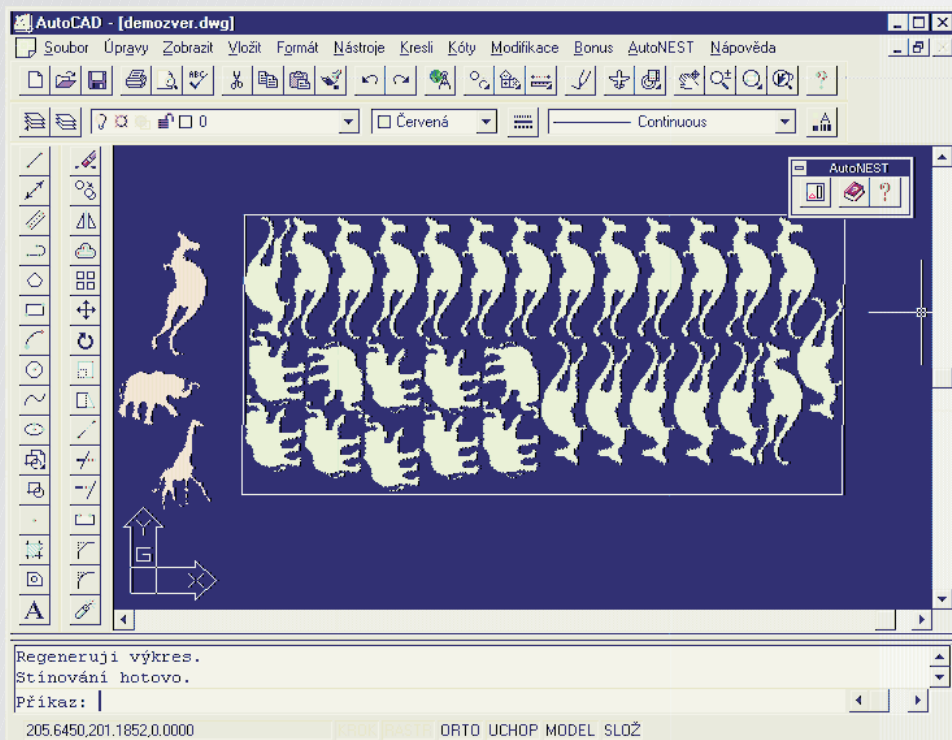 AutoCAD - [demozver.dwg]
Soubor Úpravy Zobrazit Vložit Formát Nástroje Kresli Kóty Modifikace Bonus AutoNEST Nápověda
ABC
0 Červená Continuous
AutoNEST
Y
G
X
A
Regeneruji výkres.
Stínování hotovo.
Příkaz:
205.6450,201.1852,0.0000 ORTO UCHOP MODEL SLOŽ